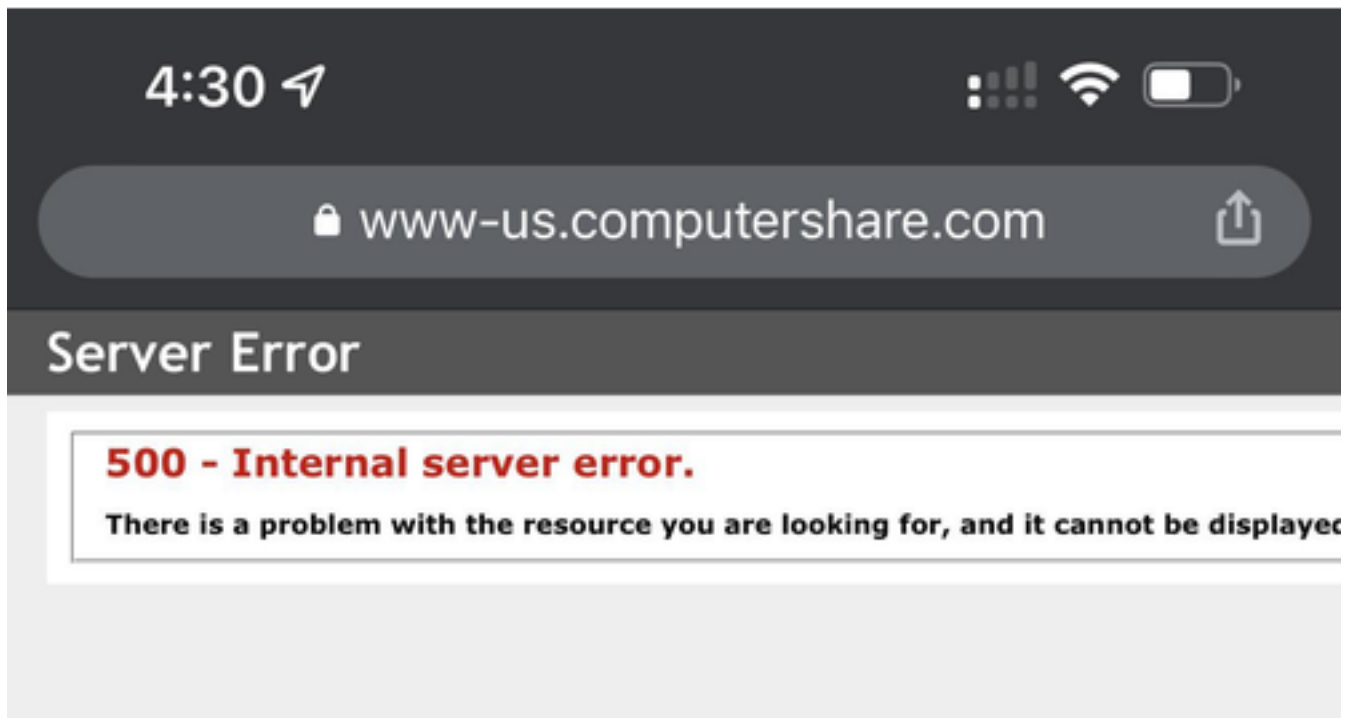 4:30
www-us.computershare.com
Server Error
500 - Internal server error.
There is a problem with the resource you are looking for, and it cannot be displayed